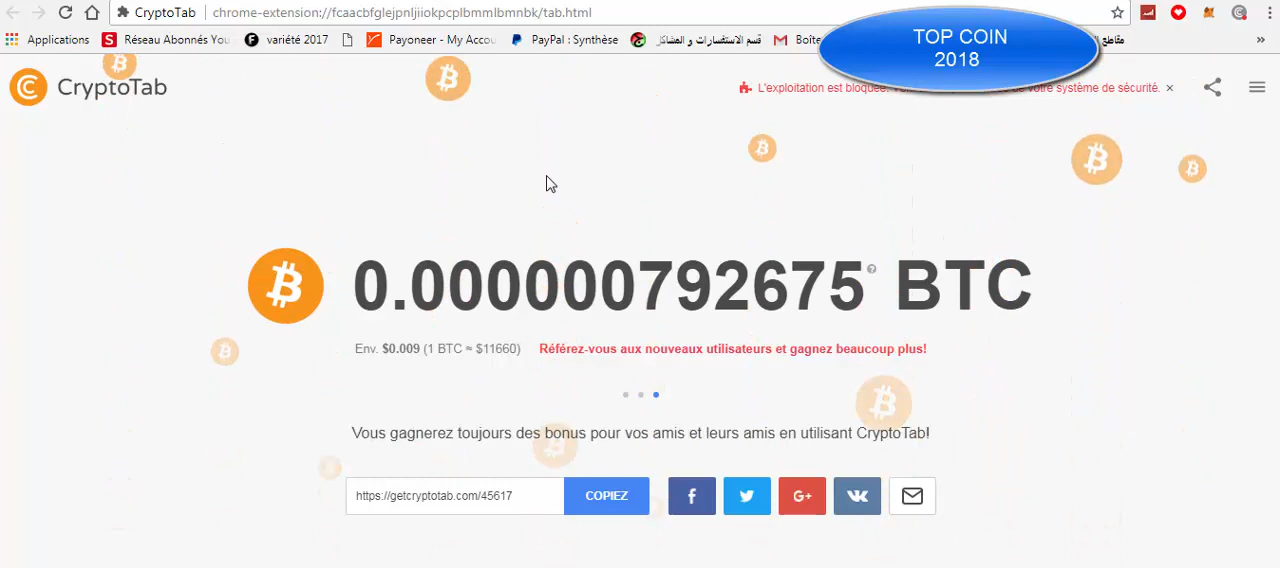 CryptoTab
chrome-extension://fcaacbfglejpnljiiokpcplbmmlbmnbk/tab.html
Applications
Réseau Abonnés You
variété 2017
Payoneer - My Accou
PayPal : Synthèse
قسم الاستفسارات و المشاكل
Boîte
مقاطع
»
TOP COIN
2018
CryptoTab
L'exploitation est bloquée.
de votre système de sécurité. ×
0.000000792675 BTC
Env. $0.009 (1 BTC ≈ $11660)
Référez-vous aux nouveaux utilisateurs et gagnez beaucoup plus!
Vous gagnerez toujours des bonus pour vos amis et leurs amis en utilisant CryptoTab!
https://getcryptotab.com/45617
COPIEZ